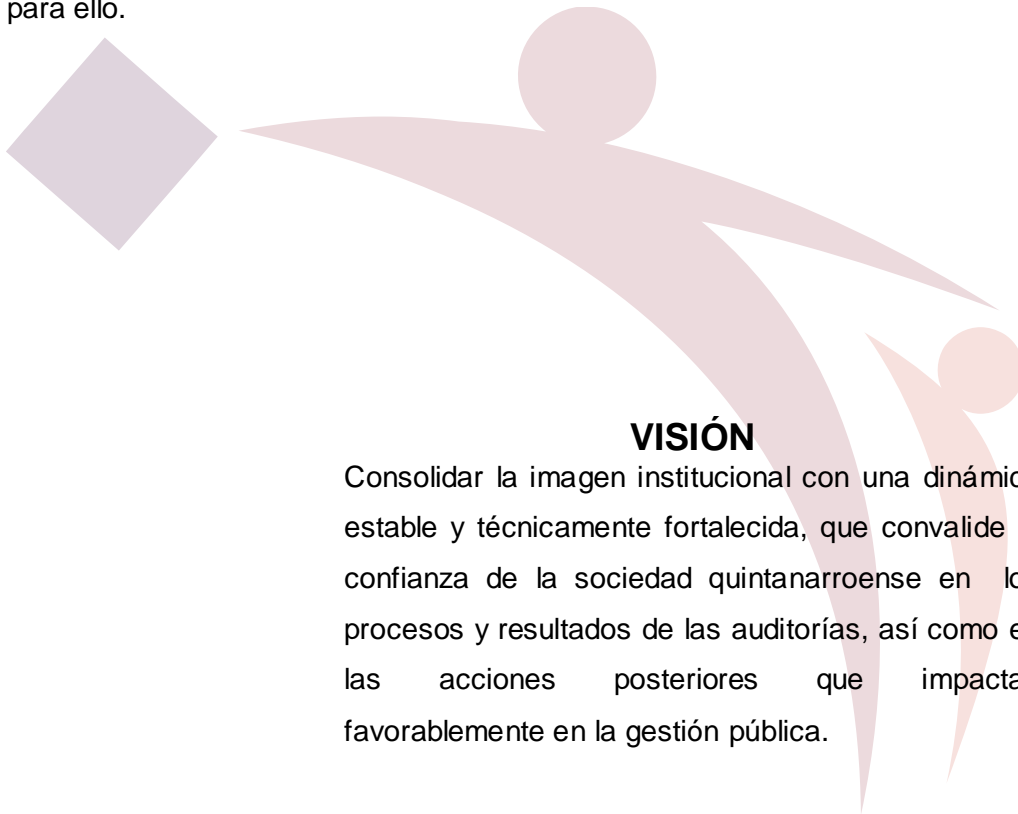 para ello.
VISIÓN
Consolidar la imagen institucional con una dinámic
estable y técnicamente fortalecida, que convalide
confianza de la sociedad quintanarroense en lo
procesos y resultados de las auditorías, así como e
las acciones posteriores que impacta
favorablemente en la gestión pública.